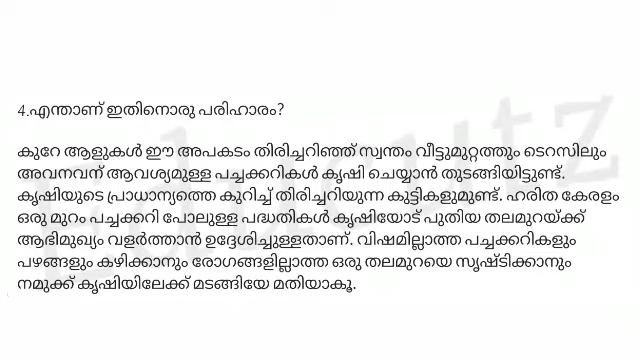 4.എന്താണ് ഇതിനൊരു പരിഹാരം?
കുറേ ആളുകൾ ഈ അപകടം തിരിച്ചറിഞ്ഞ് സ്വന്തം വീട്ടുമുറ്റത്തും ടെറസിലും
അവനവന് ആവശ്യമുള്ള പച്ചക്കറികൾ കൃഷി ചെയ്യാൻ തുടങ്ങിയിട്ടുണ്ട്.
കൃഷിയുടെ പ്രാധാന്യത്തെ കുറിച്ച് തിരിച്ചറിയുന്ന കുട്ടികളുമുണ്ട്. ഹരിത കേരളം
ഒരു മുറം പച്ചക്കറി പോലുള്ള പദ്ധതികൾ കൃഷിയോട് പുതിയ തലമുറയ്ക്ക്
ആഭിമുഖ്യം വളർത്താൻ ഉദ്ദേശിച്ചുള്ളതാണ്. വിഷമില്ലാത്ത പച്ചക്കറികളും
പഴങ്ങളും കഴിക്കാനും രോഗങ്ങളില്ലാത്ത ഒരു തലമുറയെ സൃഷ്ടിക്കാനും
നമുക്ക് കൃഷിയിലേക്ക് മടങ്ങിയേ മതിയാകൂ.
Educutz